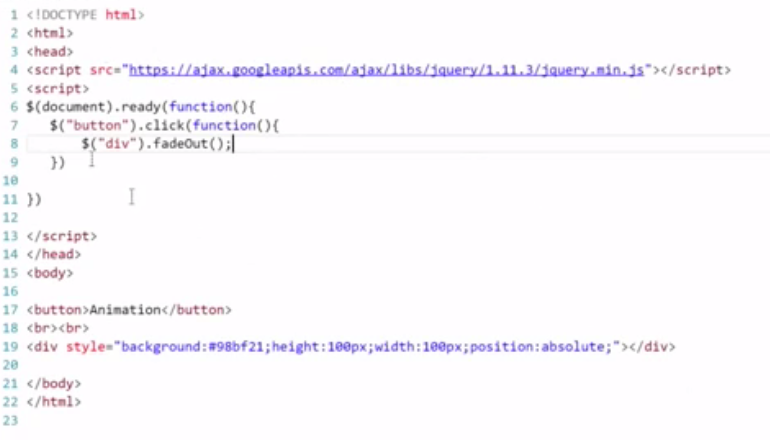 1 <!DOCTYPE html>
2 <html>
3 <head>
4 <script src="https://ajax.googleapis.com/ajax/libs/jquery/1.11.3/jquery.min.js"></script>
5 <script>
6 $(document).ready(function(){
7 $("button").click(function(){
8 $("div").fadeOut();
9 })
10
11 })
12
13 </script>
14 </head>
15 <body>
16
17 <button>Animation</button>
18 <br><br>
19 <div style="background:#98bf21;height:100px;width:100px;position:absolute;"></div>
20
21 </body>
22 </html>
23